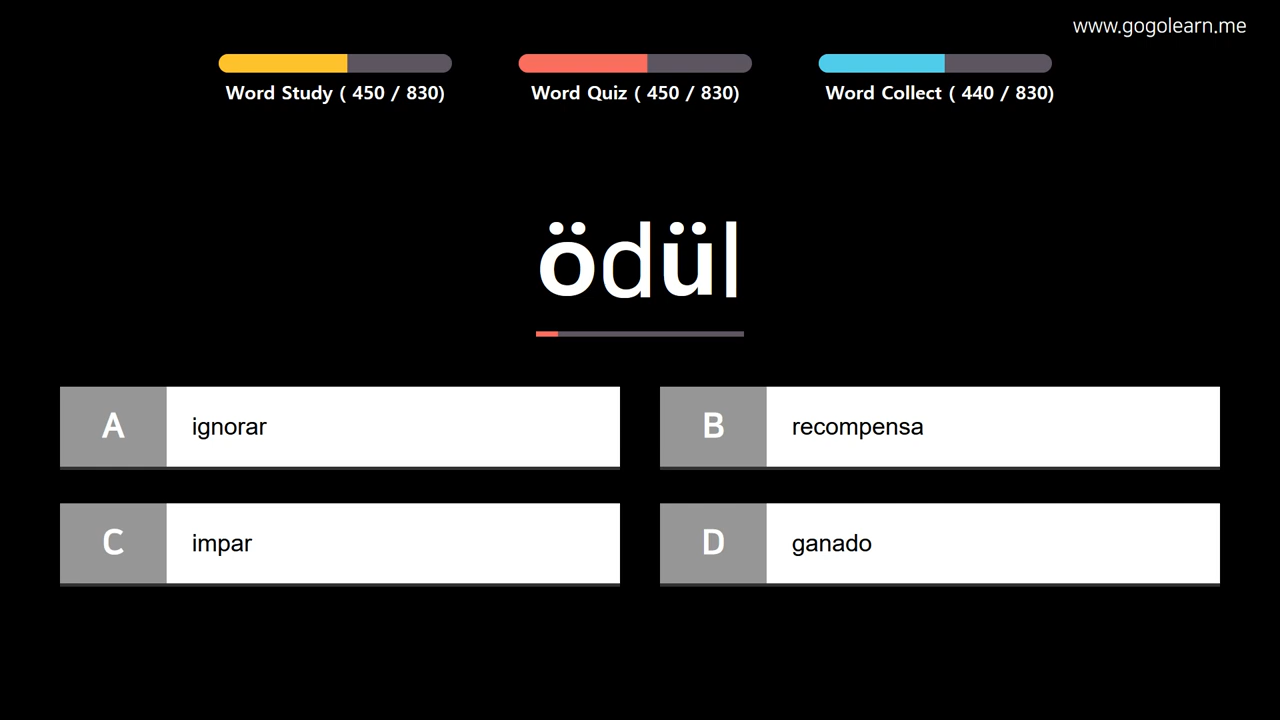 www.gogolearn.me
Word Study ( 450 / 830)
Word Quiz ( 450 / 830)
Word Collect ( 440 / 830)
ödül
A ignorar
B recompensa
C impar
D ganado